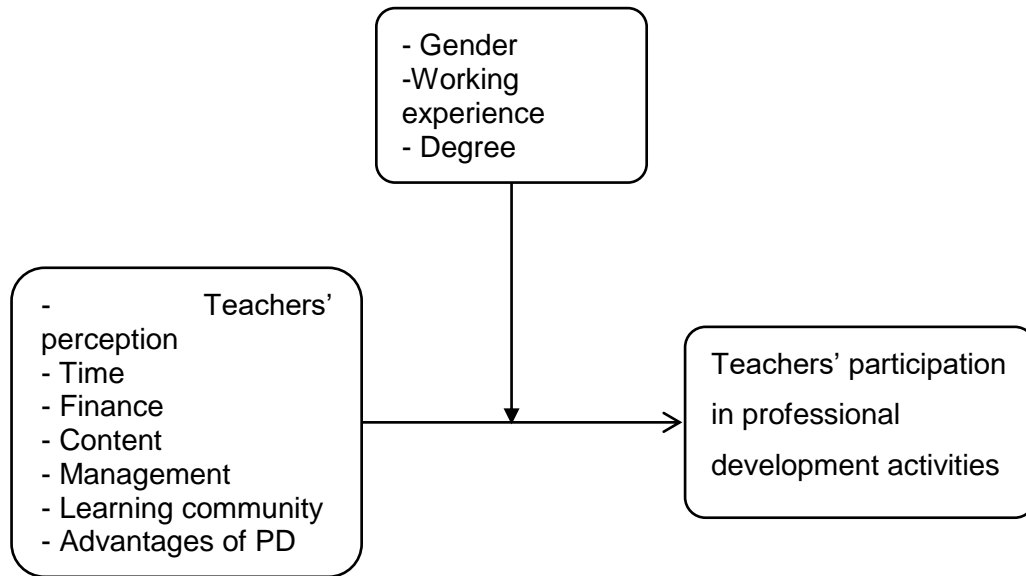 - Gender
-Working
experience
- Degree
- Teachers’
perception
- Time
- Finance
- Content
- Management
- Learning community
- Advantages of PD
Teachers’ participation
in professional
development activities